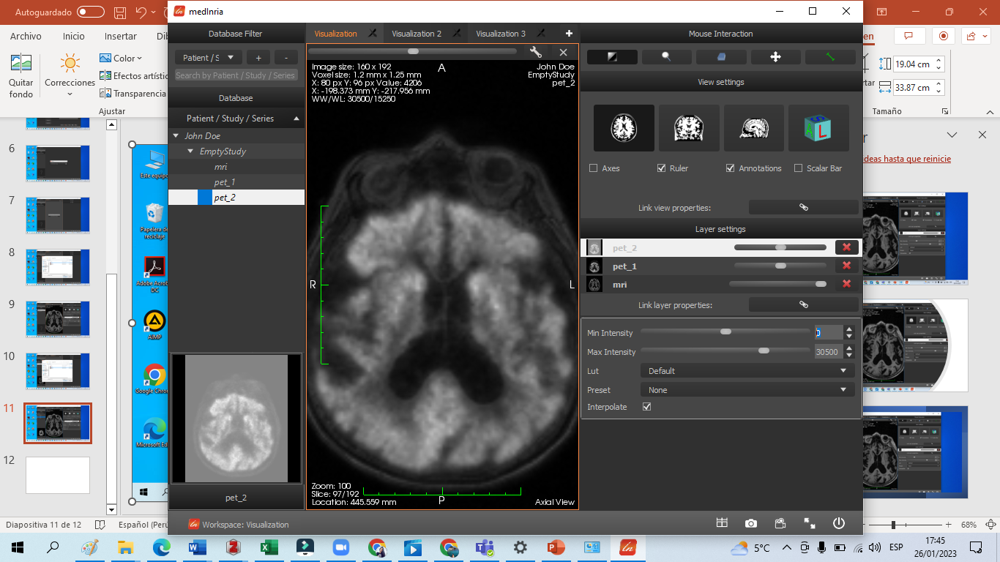 Autoguardado
medInria
Archivo
Inicio
Insertar
Quitar
fondo
Correcciones
Color
Efectos artístic
Transparencia
Ajustar
6
7
8
9
10
11
12
Este equipo
Papelera de
reciclaje
Adobe Acrob
DC
AIMP
Google Chrom
Microsoft Ed
Database Filter
Patient / S
+
-
Search by Patient / Study / Series
Database
Patient / Study / Series
John Doe
EmptyStudy
mri
pet_1
pet_2
pet_2
Visualization
Visualization 2
Visualization 3
+
Image size: 160 x 192
Voxel size: 1.2 mm x 1.25 mm
X: 80 px Y: 96 px Value: 4206
X: -198.373 mm Y: -217.956 mm
WW/WL: 30500/15250
A
John Doe
EmptyStudy
pet_2
R
L
Zoom: 100
Slice: 97/192
Location: 445.559 mm
P
Axial View
Mouse Interaction
View settings
S
A
L
Axes
Ruler
Annotations
Scalar Bar
Link view properties:
Layer settings
pet_2
pet_1
mri
Link layer properties:
Min Intensity
0
Max Intensity
30500
Lut
Default
Preset
None
Interpolate
Workspace: Visualization
19.04 cm
33.87 cm
Tamaño
ideas hasta que reinicie
Diapositiva 11 de 12
Español (Perú
68%
5°C
ESP
17:45
26/01/2023